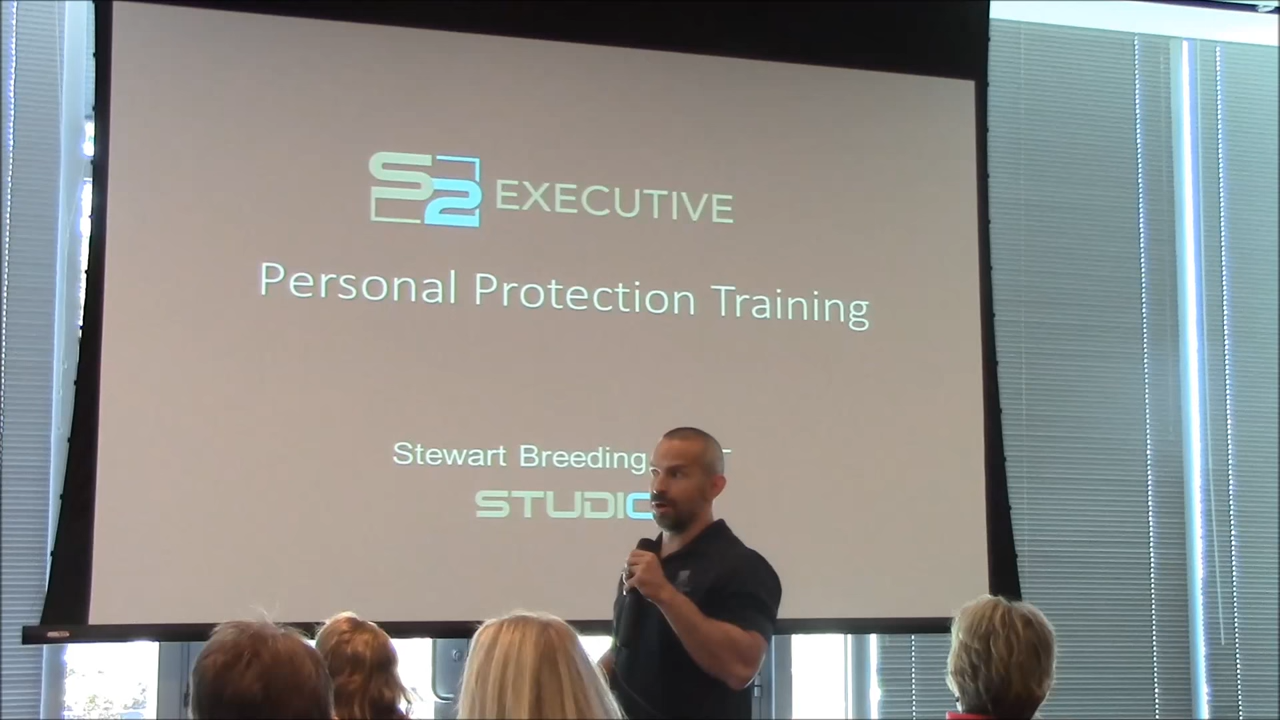 S2 EXECUTIVE
Personal Protection Training
Stewart Breeding
STUDIO